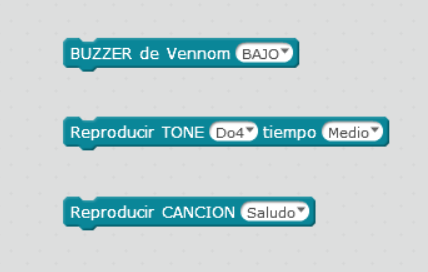 BUZZER de Vennom BAJO
Reproducir TONE Do4 tiempo Medio
Reproducir CANCION Saludo